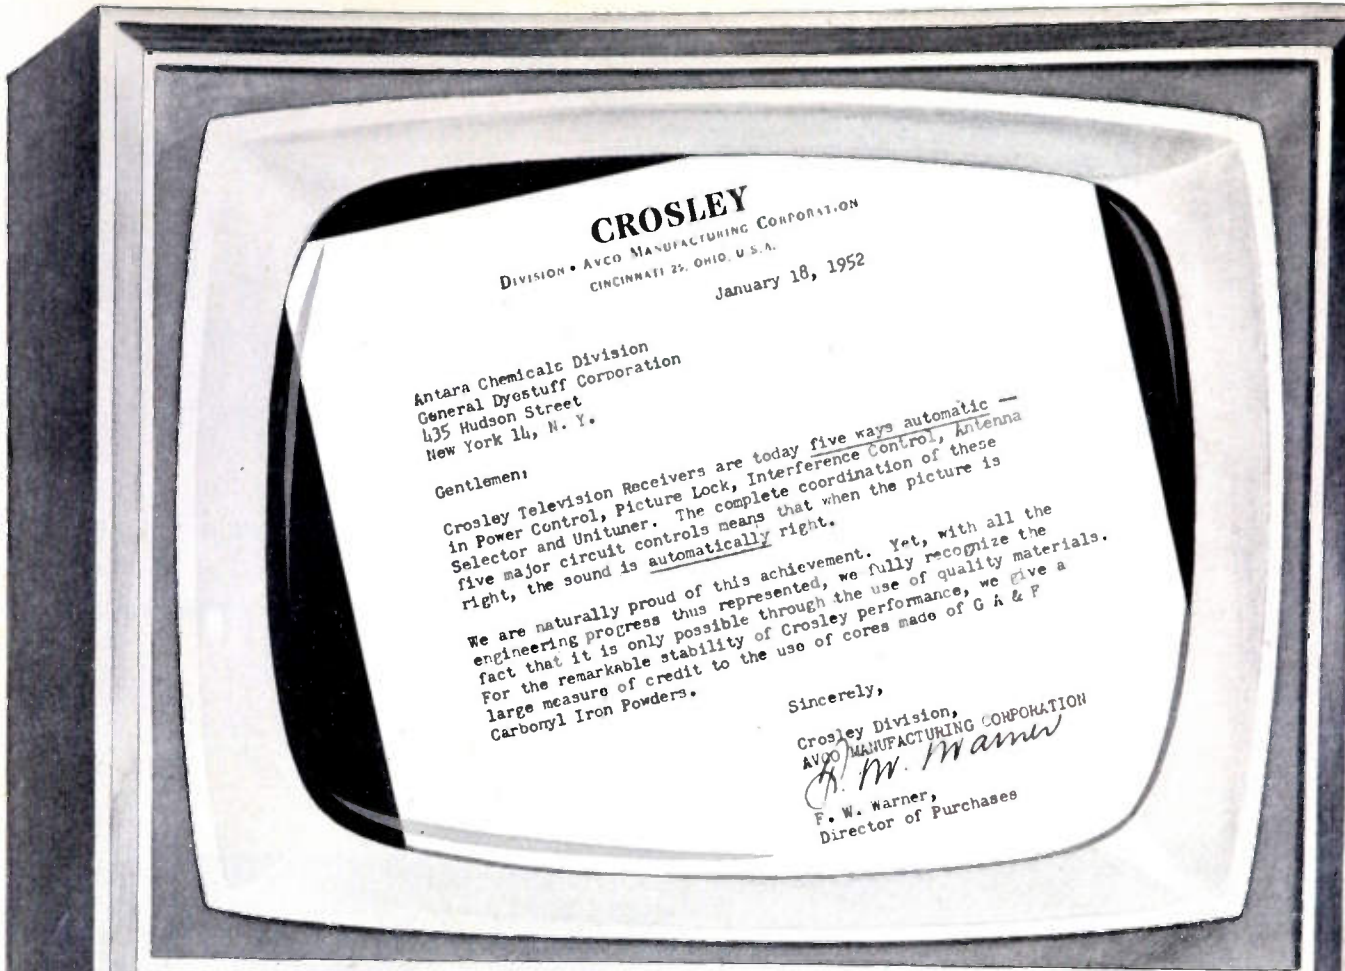 CROSLEY
DIVISION • AVCO MANUFACTURING CORPORATION
CINCINNATI 25, OHIO, U.S.A.
January 18, 1952
Antara Chemicals Division
General Dyestuff Corporation
435 Hudson Street
New York 14, N. Y.
Gentlemen:
Crosley Television Receivers are today five ways automatic —
in Power Control, Picture Lock, Interference Control, Antenna
Selector and Unituner. The complete coordination of these
five major circuit controls means that when the picture is
right, the sound is automatically right.
We are naturally proud of this achievement. Yet, with all the
engineering progress thus represented, we fully recognize the
fact that it is only possible through the use of quality materials.
For the remarkable stability of Crosley performance, we give a
large measure of credit to the use of cores made of G A & F
Carbonyl Iron Powders.
Sincerely,
Crosley Division,
AVCO MANUFACTURING CORPORATION
F. W. Warner
F. W. Warner,
Director of Purchases